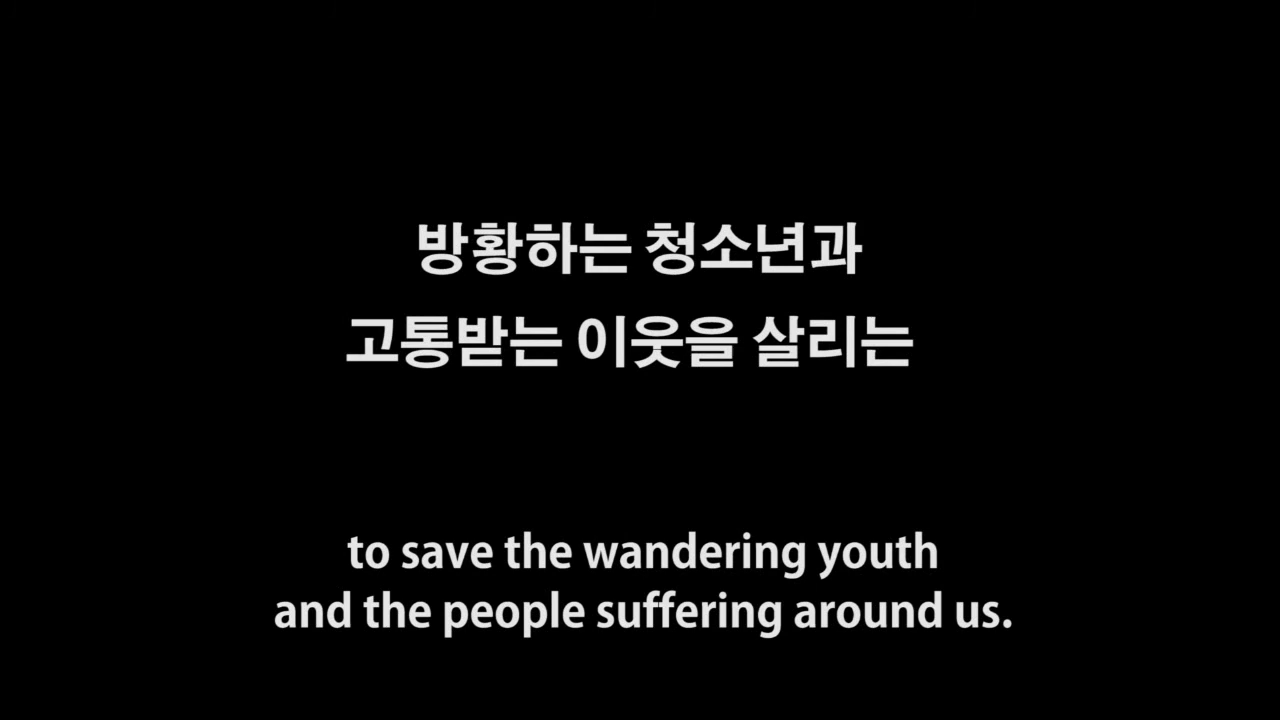 방황하는 청소년과
고통받는 이웃을 살리는
to save the wandering youth
and the people suffering around us.